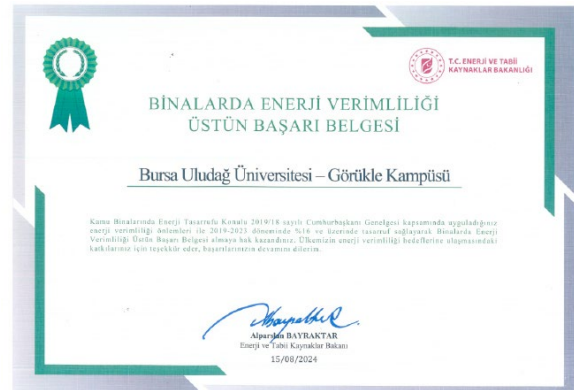 T.C. ENERJİ VE TABİİ
KAYNAKLAR BAKANLIĞI
BİNALARDA ENERJİ VERİMLİLİĞİ
ÜSTÜN BAŞARI BELGESİ
Bursa Uludağ Üniversitesi – Görükle Kampüsü
Kamu Binalarında Enerji Tasarrufu Konulu 2019/18 sayılı Cumhurbaşkanı Genelgesi kapsamında uyguladığınız
enerji verimliliği önlemleri ile 2019-2023 döneminde %16 ve üzerinde tasarruf sağlayarak Binalarda Enerji
Verimliliği Üstün Başarı Belgesi almaya hak kazandınız. Ülkemizin enerji verimliliği hedeflerine ulaşmasındaki
katkılarınız için teşekkür eder, başarılarınızın devamını dilerim.
Alparslan BAYRAKTAR
Enerji ve Tabii Kaynaklar Bakanı
15/08/2024